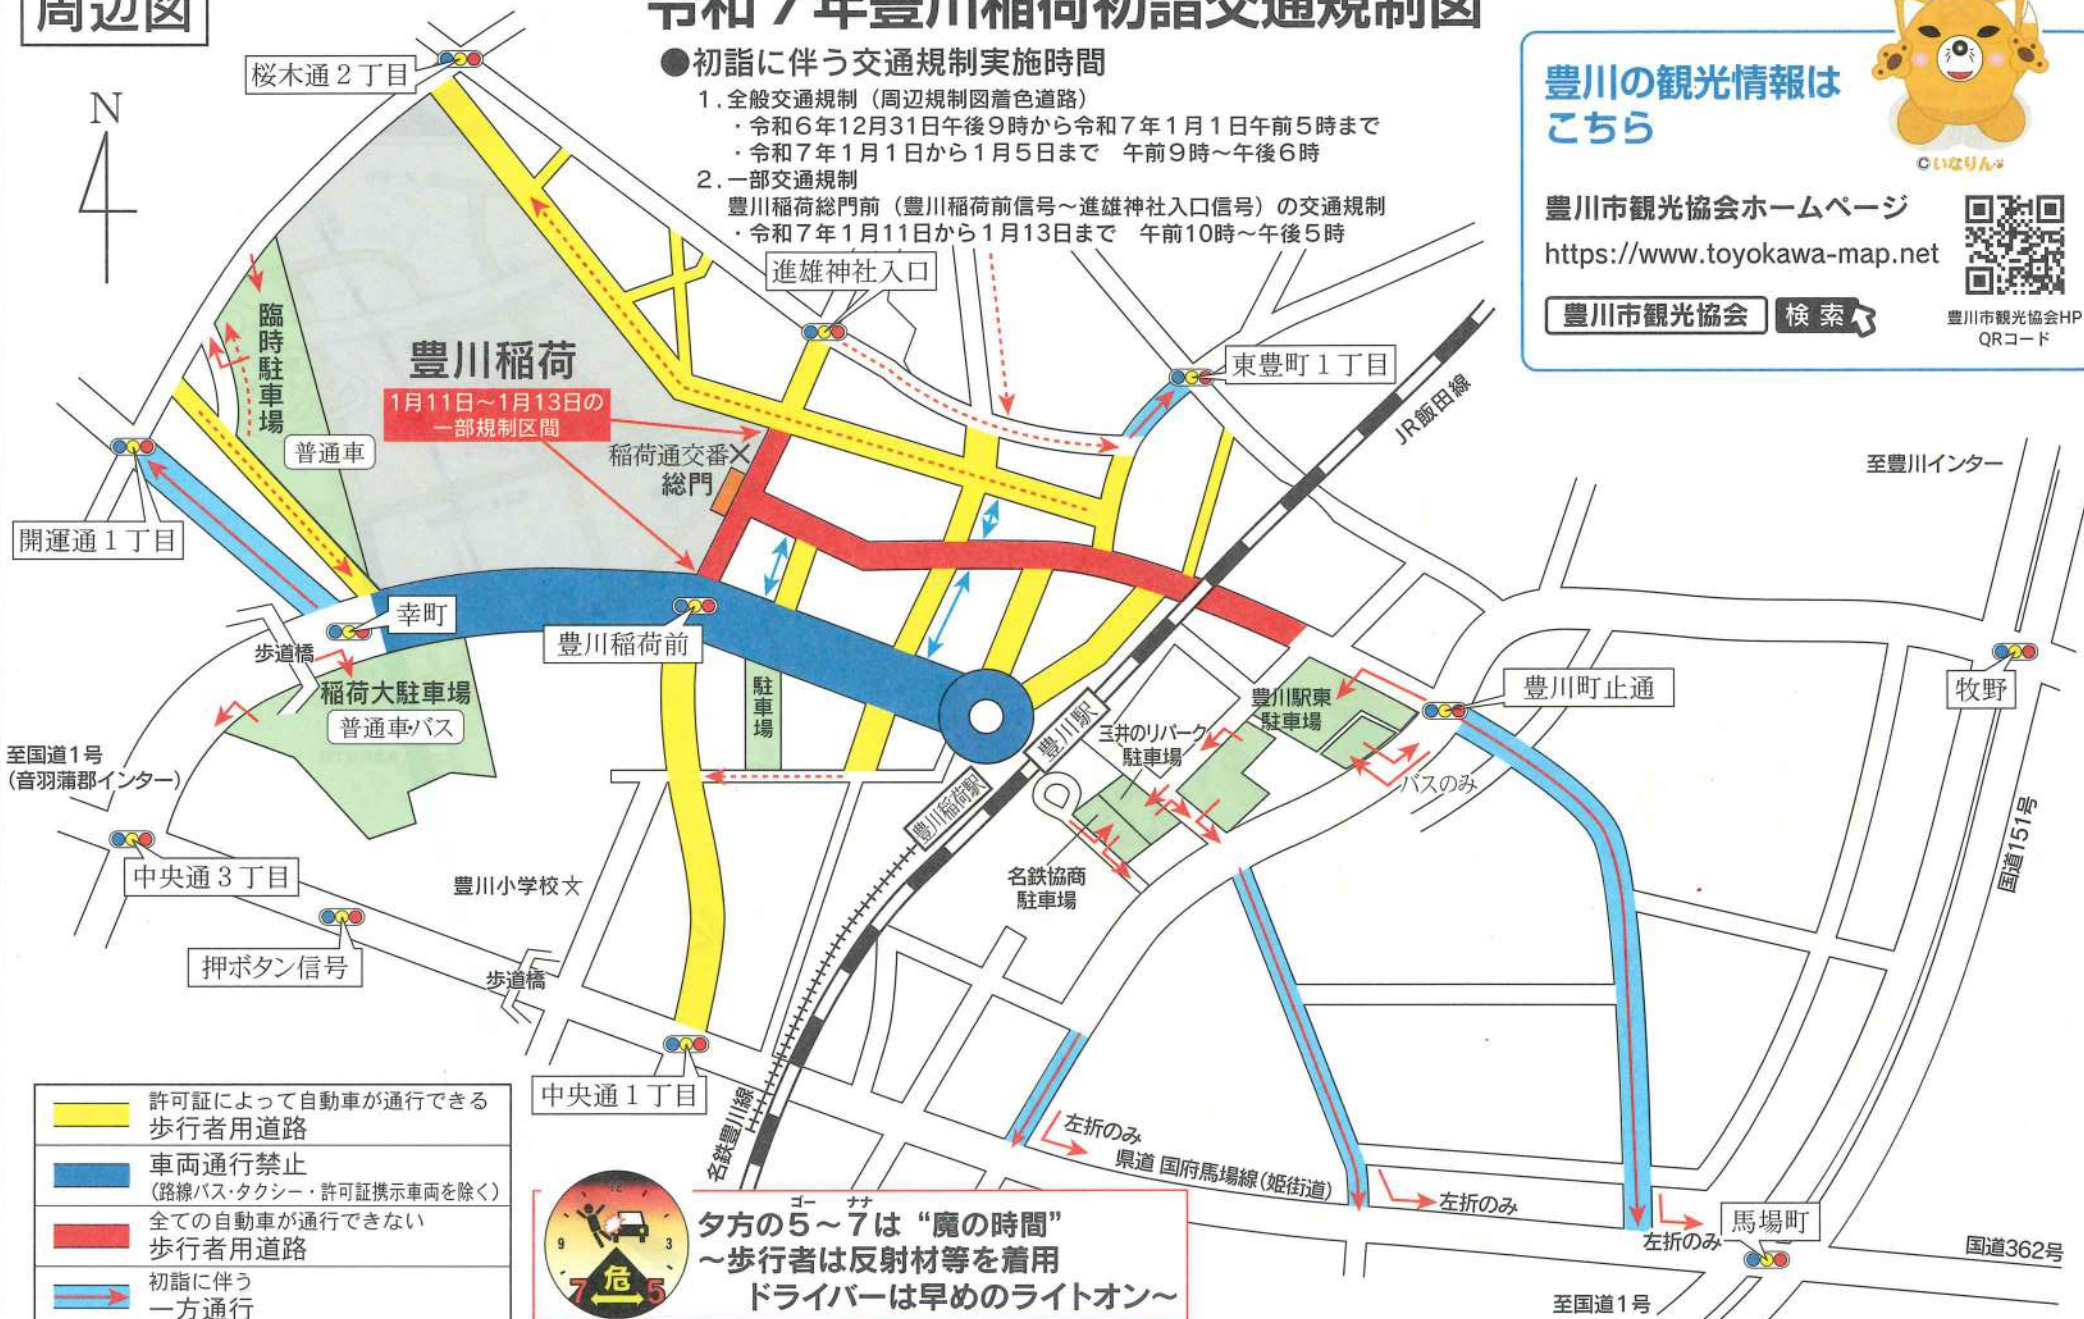 周辺図
令和7年豊川稲荷初詣交通規制図
●初詣に伴う交通規制実施時間
1.全般交通規制（周辺規制図着色道路）
・令和6年12月31日午後9時から令和7年1月1日午前5時まで
・令和7年1月1日から1月5日まで　午前9時～午後6時
2.一部交通規制
豊川稲荷総門前（豊川稲荷前信号～進雄神社入口信号）の交通規制
・令和7年1月11日から1月13日まで　午前10時～午後5時
豊川の観光情報は
こちら
©いなりん
豊川市観光協会ホームページ
https://www.toyokawa-map.net
豊川市観光協会 検索
豊川市観光協会HP
QRコード
N
桜木通2丁目
進雄神社入口
東豊町1丁目
JR飯田線
至豊川インター
臨時駐車場
普通車
豊川稲荷
1月11日～1月13日の
一部規制区間
稲荷通交番×
総門
開運通1丁目
幸町
歩道橋
豊川稲荷前
稲荷大駐車場
普通車・バス
駐車場
至国道1号
(音羽蒲郡インター)
豊川駅
豊川稲荷駅
三井のリパーク
駐車場
豊川駅東
駐車場
豊川町止通
牧野
バスのみ
国道151号
名鉄協商
駐車場
中央通3丁目
豊川小学校文
押ボタン信号
歩道橋
中央通1丁目
名鉄豊川線
左折のみ
県道 国府馬場線(姫街道)
左折のみ
左折のみ
馬場町
国道362号
至国道1号
許可証によって自動車が通行できる
歩行者用道路
車両通行禁止
(路線バス・タクシー・許可証携示車両を除く)
全ての自動車が通行できない
歩行者用道路
初詣に伴う
一方通行
12
9
3
危
7
5
ゴー ナナ
夕方の5～7は“魔の時間”
～歩行者は反射材等を着用
ドライバーは早めのライトオン～